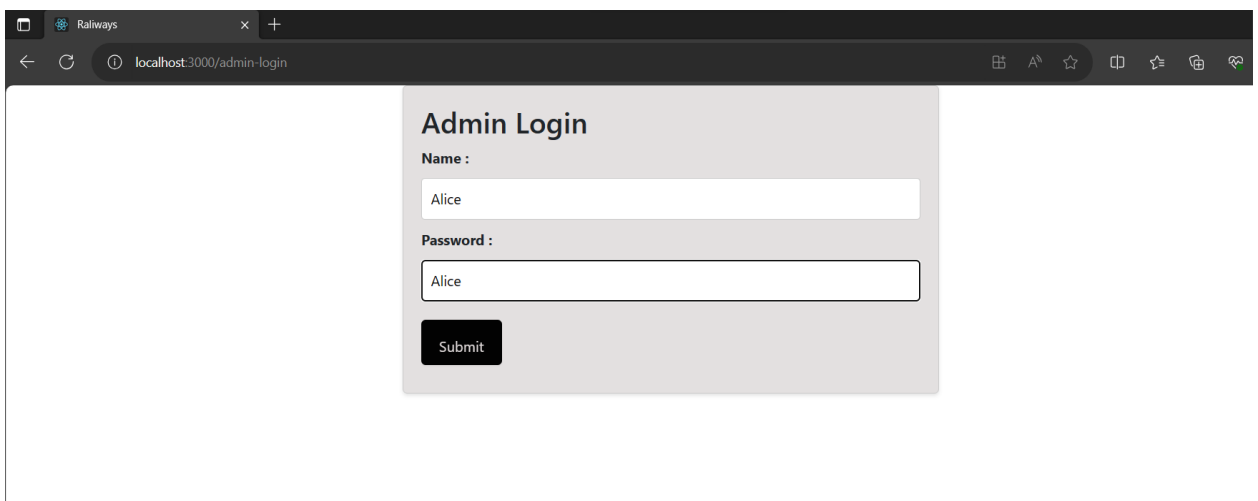 Raliways
localhost:3000/admin-login
Admin Login
Name :
Alice
Password :
Alice
Submit